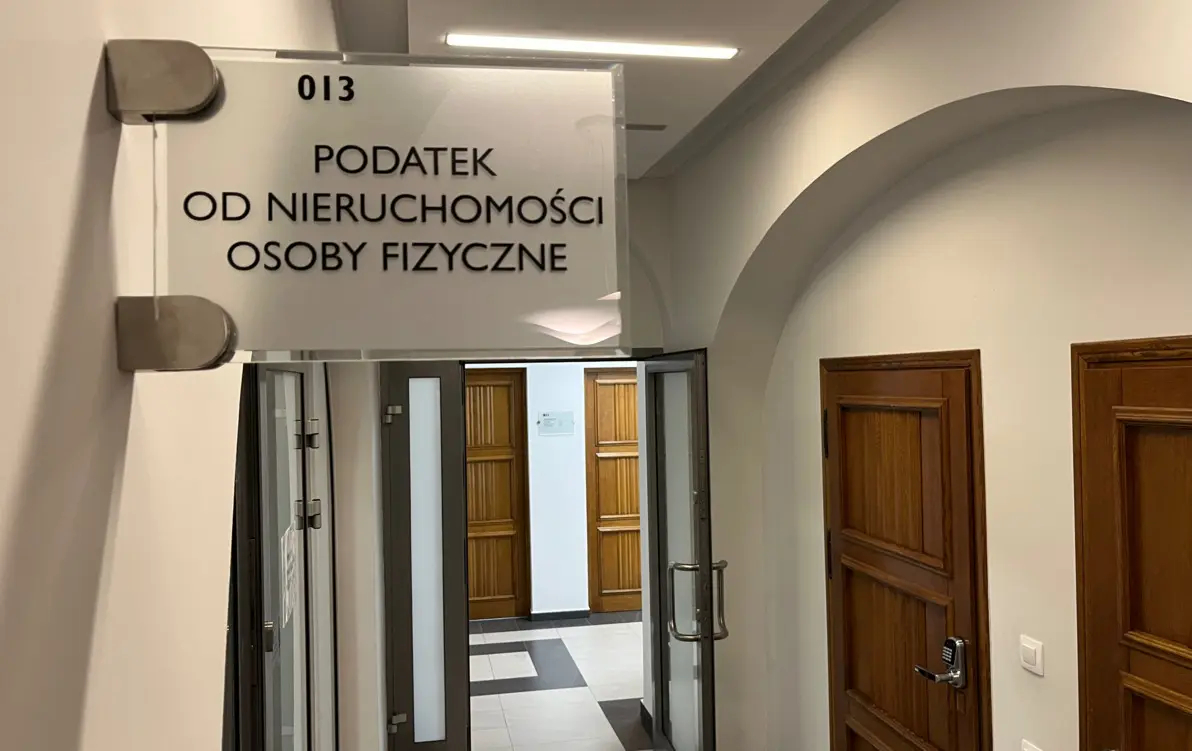 013
PODATEK
OD NIERUCHOMOŚCI
OSOBY FIZYCZNE